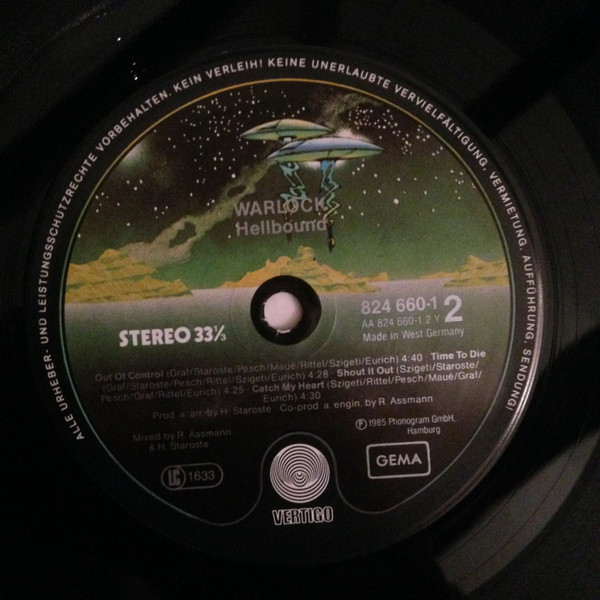 ALLE URHEBER- UND LEISTUNGSSCHUTZRECHTE VORBEHALTEN. KEIN VERLEIH! KEINE UNERLAUBTE VERVIELFÄLTIGUNG, VERMIETUNG, AUFFÜHRUNG, SENDUNG!
WARLOCK
Hellbound
STEREO 33⅓
824 660-1
AA 824 660-1.2 Y
2
Made in West Germany
Out Of Control (Graf/Staroste/Pesch/Maué/Rittel/Szigeti/Eurich) 4:40 · Time To Die
(Graf/Staroste/Pesch/Rittel/Szigeti/Eurich) 4.28 · Shout It Out (Szigeti/Staroste/
Pesch/Graf/Rittel/Eurich) 4:25 · Catch My Heart (Szigeti/Rittel/Pesch/Maué/Graf/
Eurich) 4:30
Prod. a. arr. by H. Staroste · Co-prod. a. engin. by R. Assmann
Mixed by R. Assmann
& H. Staroste
Ⓟ 1985 Phonogram GmbH,
Hamburg
LC 1633
GEMA
VERTIGO